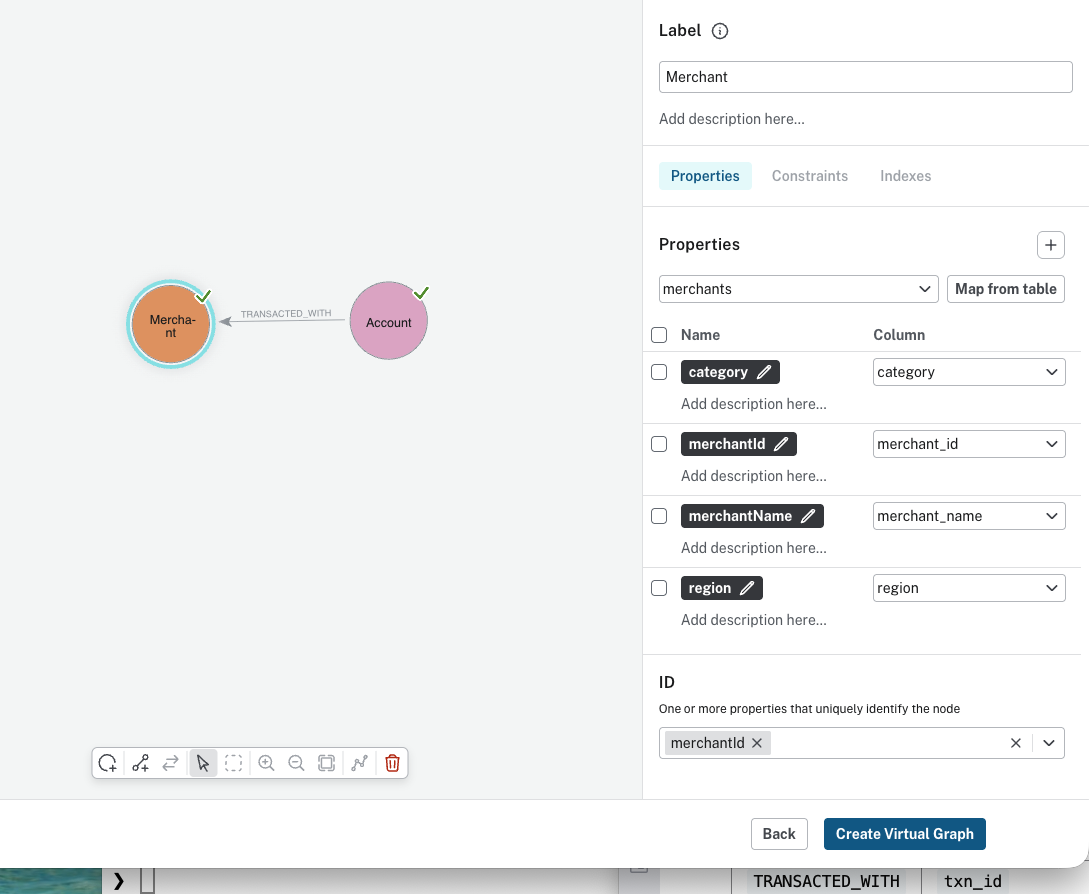 Label
Merchant
Add description here...
Properties Constraints Indexes
Properties
merchants Map from table
Name Column
category category
Add description here...
merchantId merchant_id
Add description here...
merchantName merchant_name
Add description here...
region region
Add description here...
ID
One or more properties that uniquely identify the node
merchantId
Mercha-
nt
TRANSACTED_WITH
Account
Back Create Virtual Graph
TRANSACTED_WITH txn_id